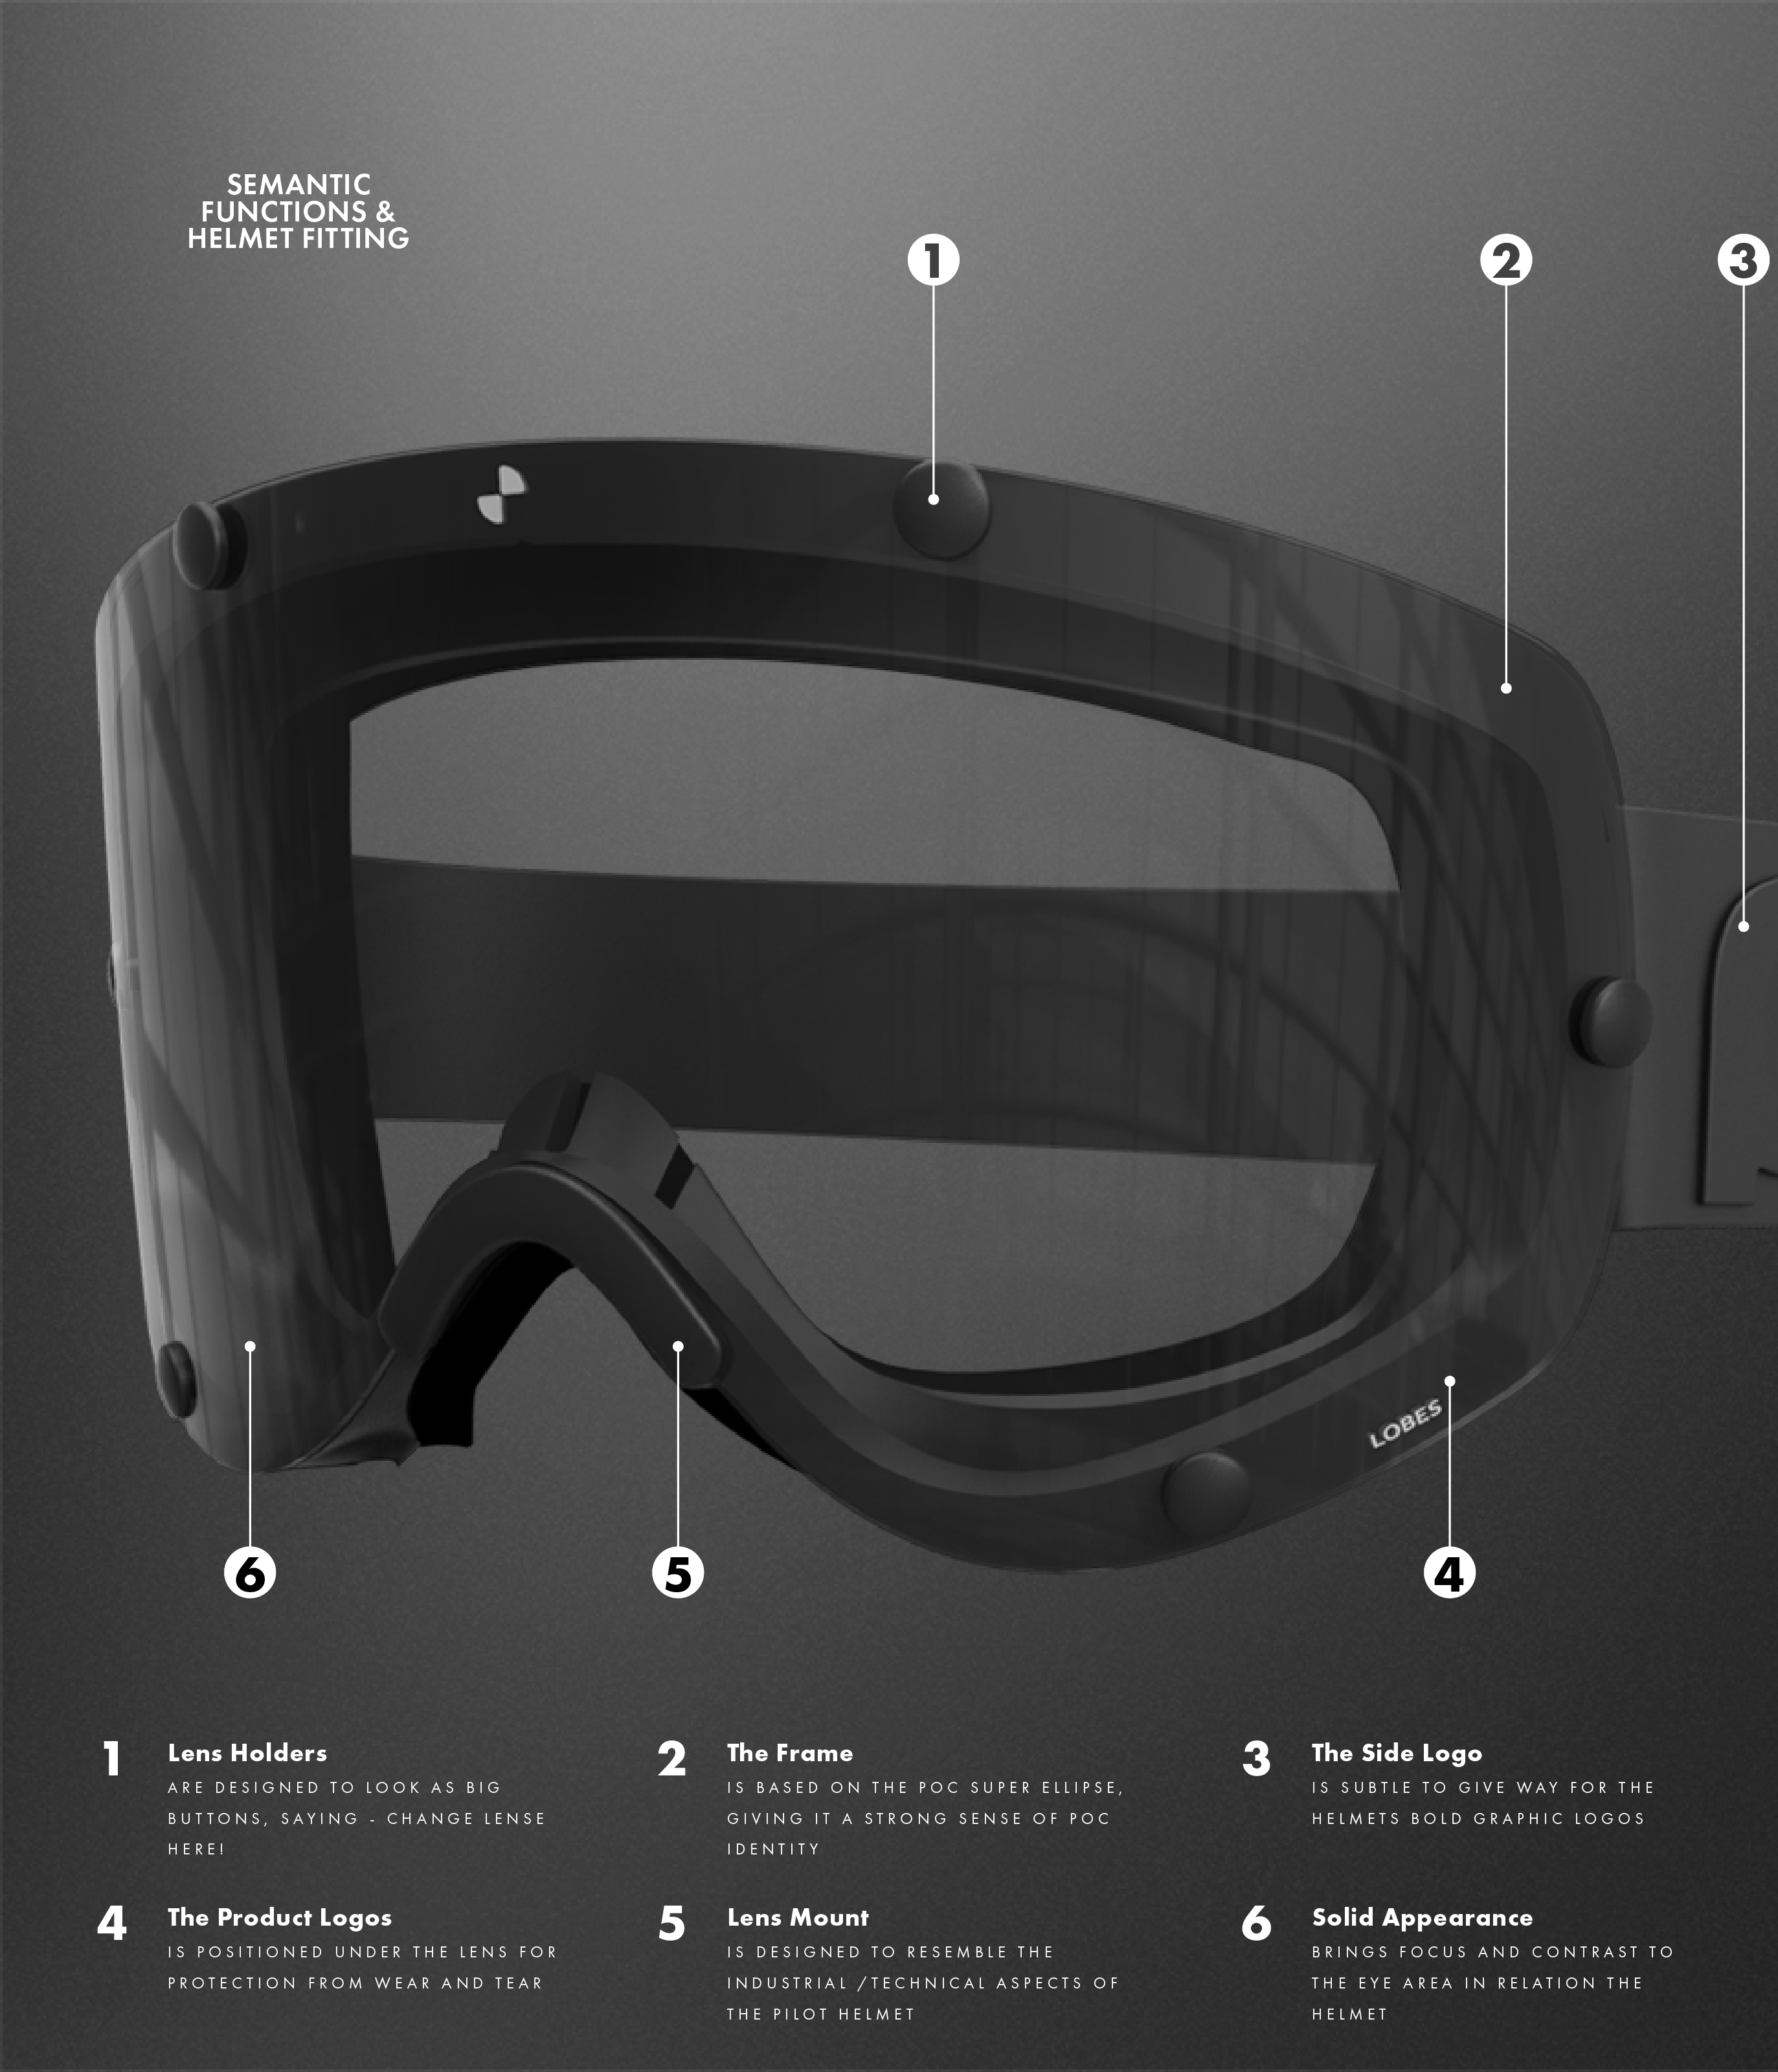 SEMANTIC
FUNCTIONS &
HELMET FITTING
1
2
3
LOBES
6
5
4
1 Lens Holders
ARE DESIGNED TO LOOK AS BIG
BUTTONS, SAYING - CHANGE LENSE
HERE!
2 The Frame
IS BASED ON THE POC SUPER ELLIPSE,
GIVING IT A STRONG SENSE OF POC
IDENTITY
3 The Side Logo
IS SUBTLE TO GIVE WAY FOR THE
HELMETS BOLD GRAPHIC LOGOS
4 The Product Logos
IS POSITIONED UNDER THE LENS FOR
PROTECTION FROM WEAR AND TEAR
5 Lens Mount
IS DESIGNED TO RESEMBLE THE
INDUSTRIAL /TECHNICAL ASPECTS OF
THE PILOT HELMET
6 Solid Appearance
BRINGS FOCUS AND CONTRAST TO
THE EYE AREA IN RELATION THE
HELMET